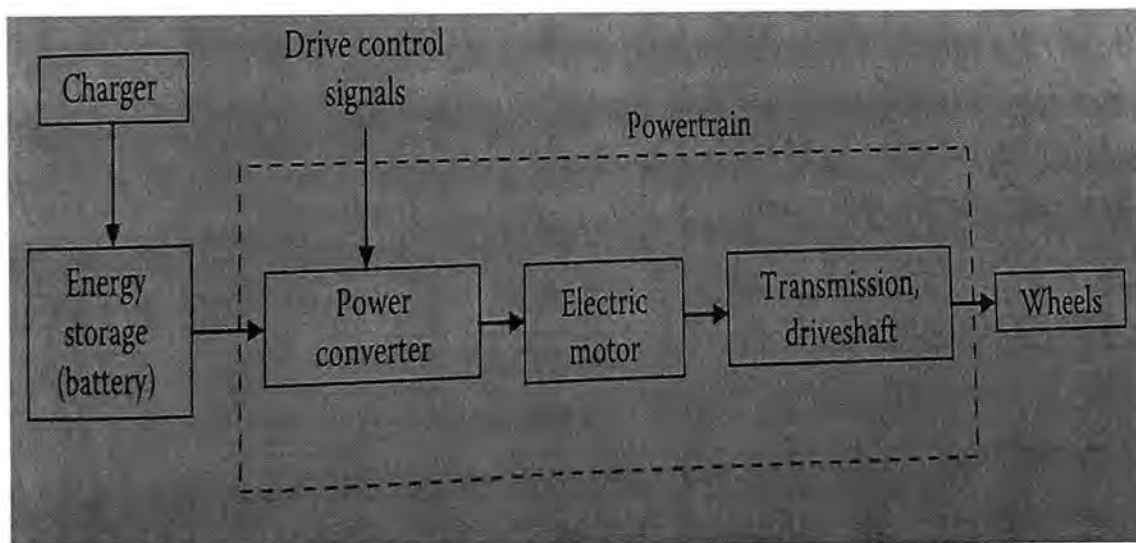 Charger
Drive control
signals
Powertrain
Energy
storage
(battery)
Power
converter
Electric
motor
Transmission,
driveshaft
Wheels